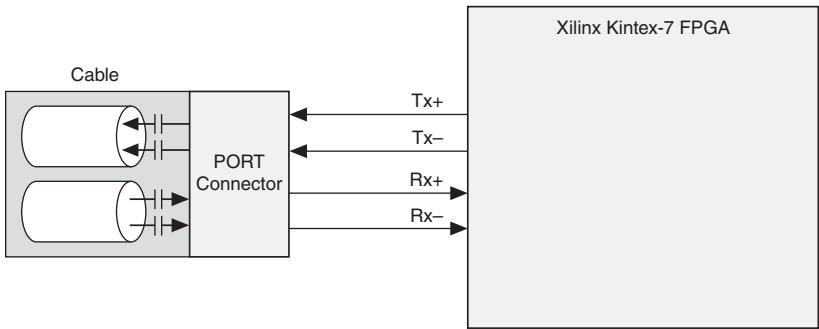 Xilinx Kintex-7 FPGA
Cable
Tx+
Tx–
PORT
Connector
Rx+
Rx–